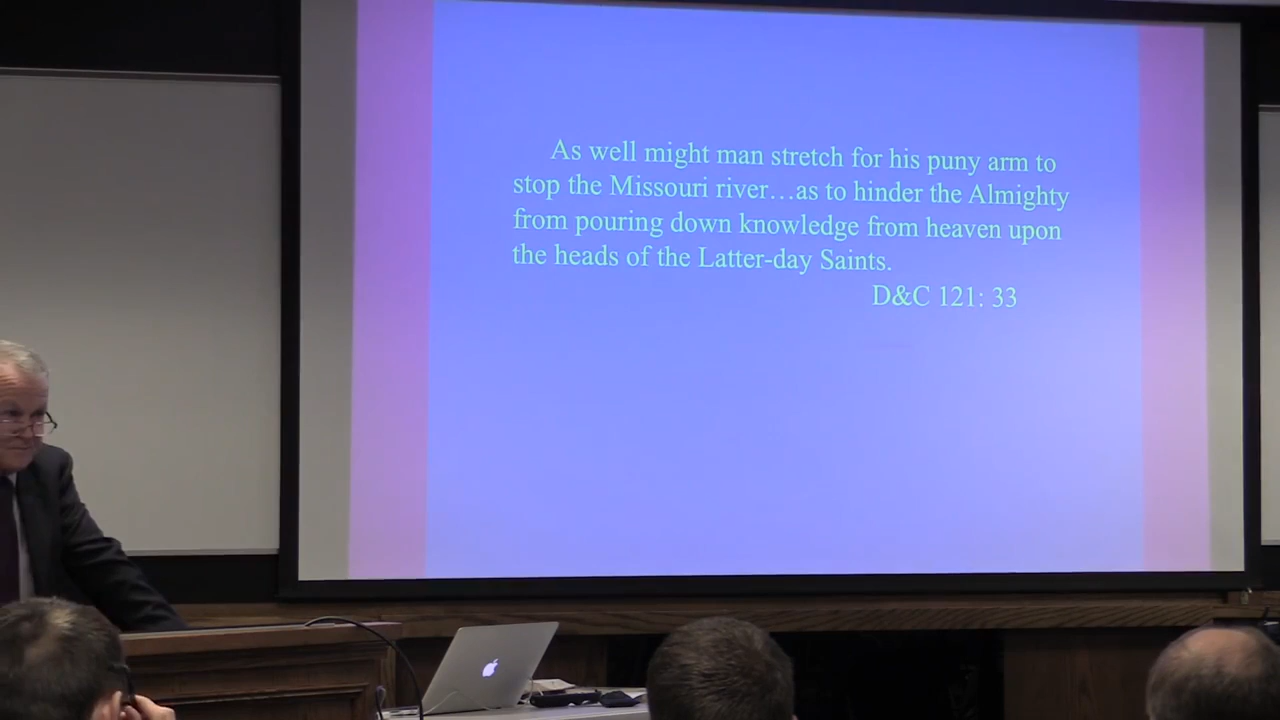 As well might man stretch for his puny arm to
stop the Missouri river…as to hinder the Almighty
from pouring down knowledge from heaven upon
the heads of the Latter-day Saints.
D&C 121: 33